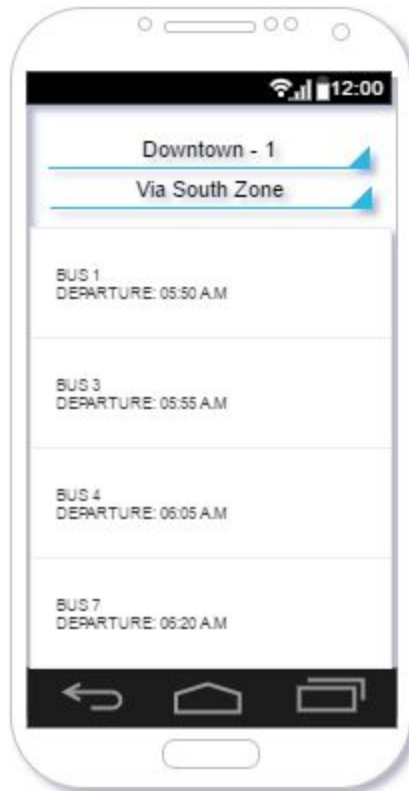 12:00
Downtown - 1
Via South Zone
BUS 1
DEPARTURE: 05:50 A.M
BUS 3
DEPARTURE: 05:55 A.M
BUS 4
DEPARTURE: 06:05 A.M
BUS 7
DEPARTURE: 06:20 A.M